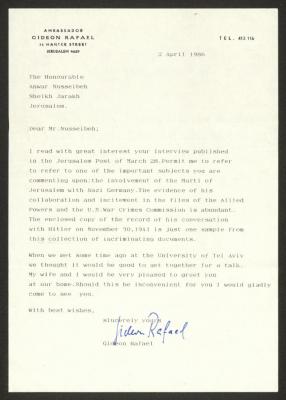 AMBASSADOR
GIDEON RAFAEL
JERUSALEM
TEL.
2 April 1986
The Honourable
Anwar Nusseibeh
Sheikh Jarakh
Jerusalem.
Dear Mr.Nusseibeh;
I read with great interest your interview published
in the Jerusalem Post of March 28.Permit me to refer
to refer to one of the important subjects you are
commenting upon:the involvement of the Mufti of
Jerusalem with Nazi Germany.The evidence of his
collaboration and incitement in the files of the Allied
Powers and the U.S.War Crimes Commission is abundant.
The enclosed copy of the record of his conversation
with Hitler on November 30,1941 is just one sample from
this collection of incriminating documents.
When we met some time ago at the University of Tel Aviv
we thought it would be good to get together for a talk.
My wife and I would be very pleased to greet you
at our home.Should this be inconvenient for you I would gladly
come to see you.
With best wishes,
sincerely yours
Gideon Rafael
Gideon Rafael